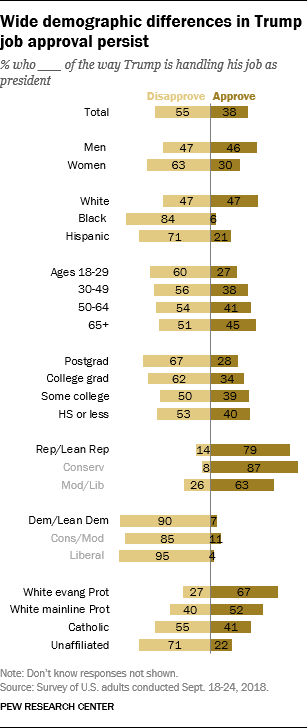 Wide demographic differences in Trump
job approval persist
% who ___ of the way Trump is handling his job as
president
Disapprove Approve
Total 55 38
Men 47 46
Women 63 30
White 47 47
Black 84 6
Hispanic 71 21
Ages 18-29 60 27
30-49 56 38
50-64 54 41
65+ 51 45
Postgrad 67 28
College grad 62 34
Some college 50 39
HS or less 53 40
Rep/Lean Rep 14 79
Conserv 8 87
Mod/Lib 26 63
Dem/Lean Dem 90 7
Cons/Mod 85 11
Liberal 95 4
White evang Prot 27 67
White mainline Prot 40 52
Catholic 55 41
Unaffiliated 71 22
Note: Don't know responses not shown.
Source: Survey of U.S. adults conducted Sept. 18-24, 2018.
PEW RESEARCH CENTER